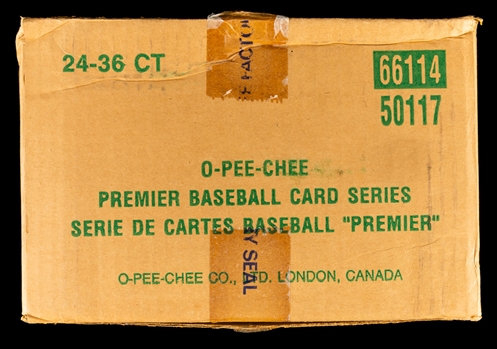 24-36 CT
66114
50117
O-PEE-CHEE
PREMIER BASEBALL CARD SERIES
SERIE DE CARTES BASEBALL "PREMIER"
O-PEE-CHEE CO., LONDON, CANADA
SEAL